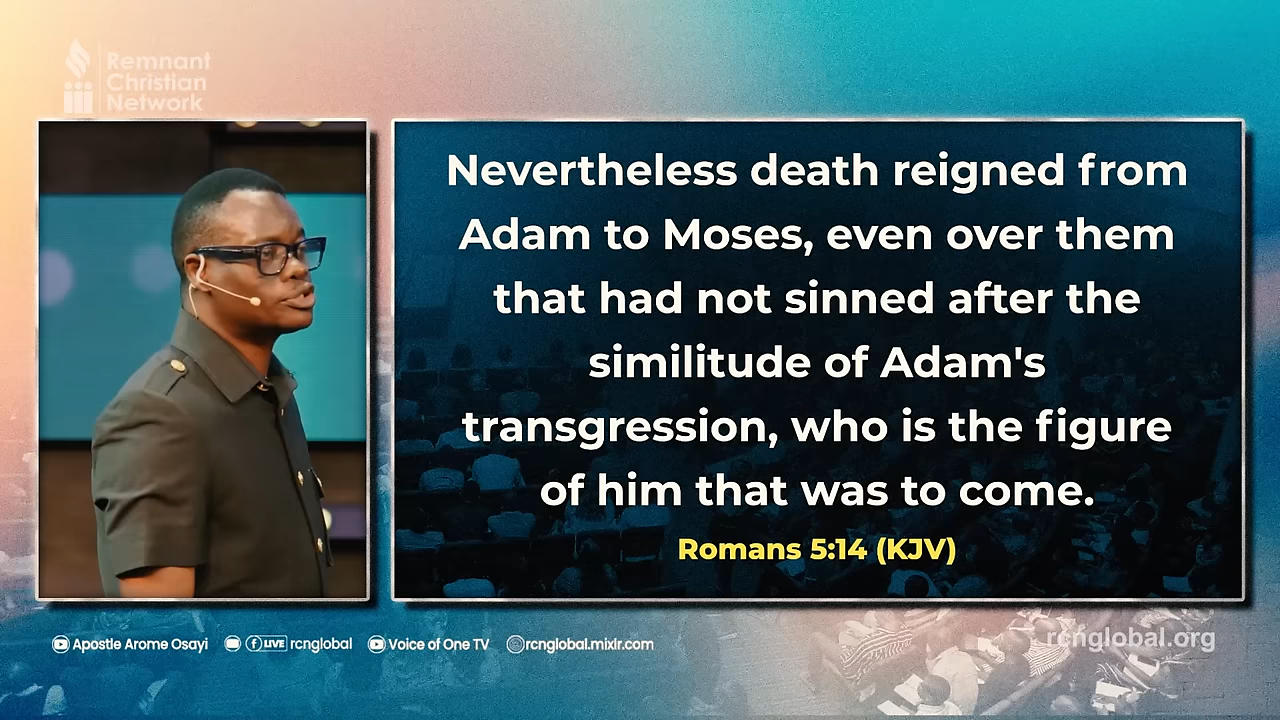 Remnant
Christian
Network
Nevertheless death reigned from
Adam to Moses, even over them
that had not sinned after the
similitude of Adam's
transgression, who is the figure
of him that was to come.
Romans 5:14 (KJV)
Apostle Arome Osayi
LIVE rcnglobal
Voice of One TV
rcnglobal.mixlr.com
rcnglobal.org